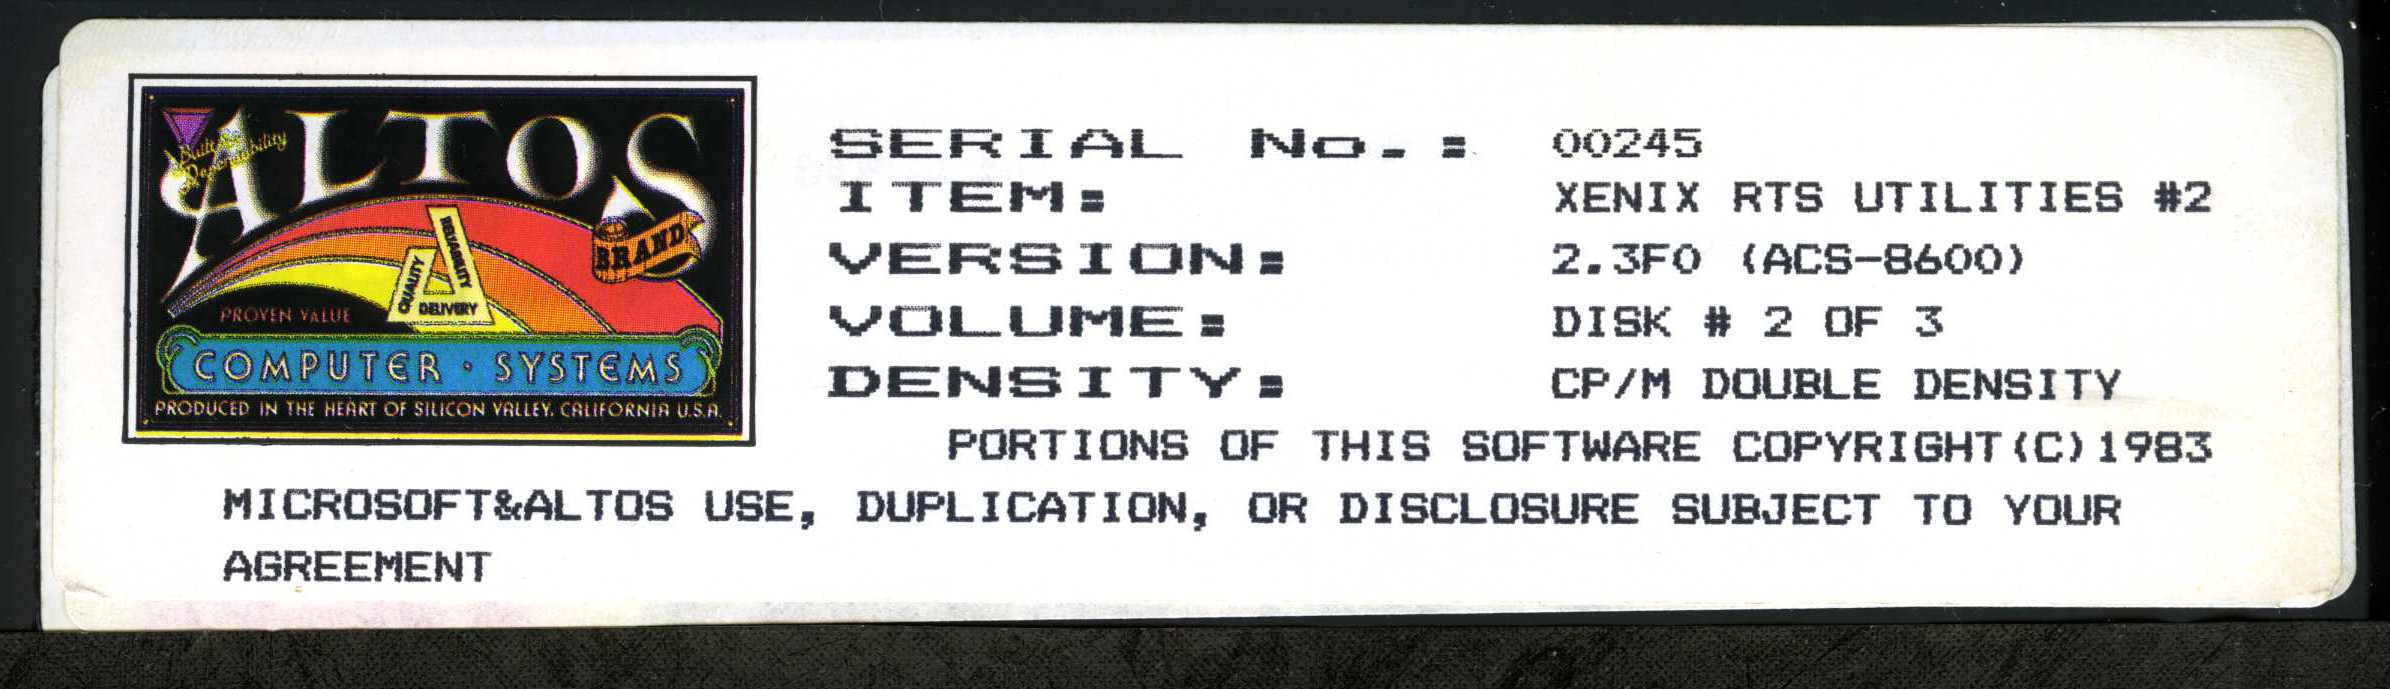 ALTOS
Built For
Dependability
BRAND
QUALITY
RELIABILITY
DELIVERY
PROVEN VALUE
COMPUTER · SYSTEMS
PRODUCED IN THE HEART OF SILICON VALLEY, CALIFORNIA U.S.A.
SERIAL No.: 00245
ITEM: XENIX RTS UTILITIES #2
VERSION: 2.3F0 (ACS-8600)
VOLUME: DISK # 2 OF 3
DENSITY: CP/M DOUBLE DENSITY
PORTIONS OF THIS SOFTWARE COPYRIGHT(C)1983
MICROSOFT&ALTOS USE, DUPLICATION, OR DISCLOSURE SUBJECT TO YOUR
AGREEMENT